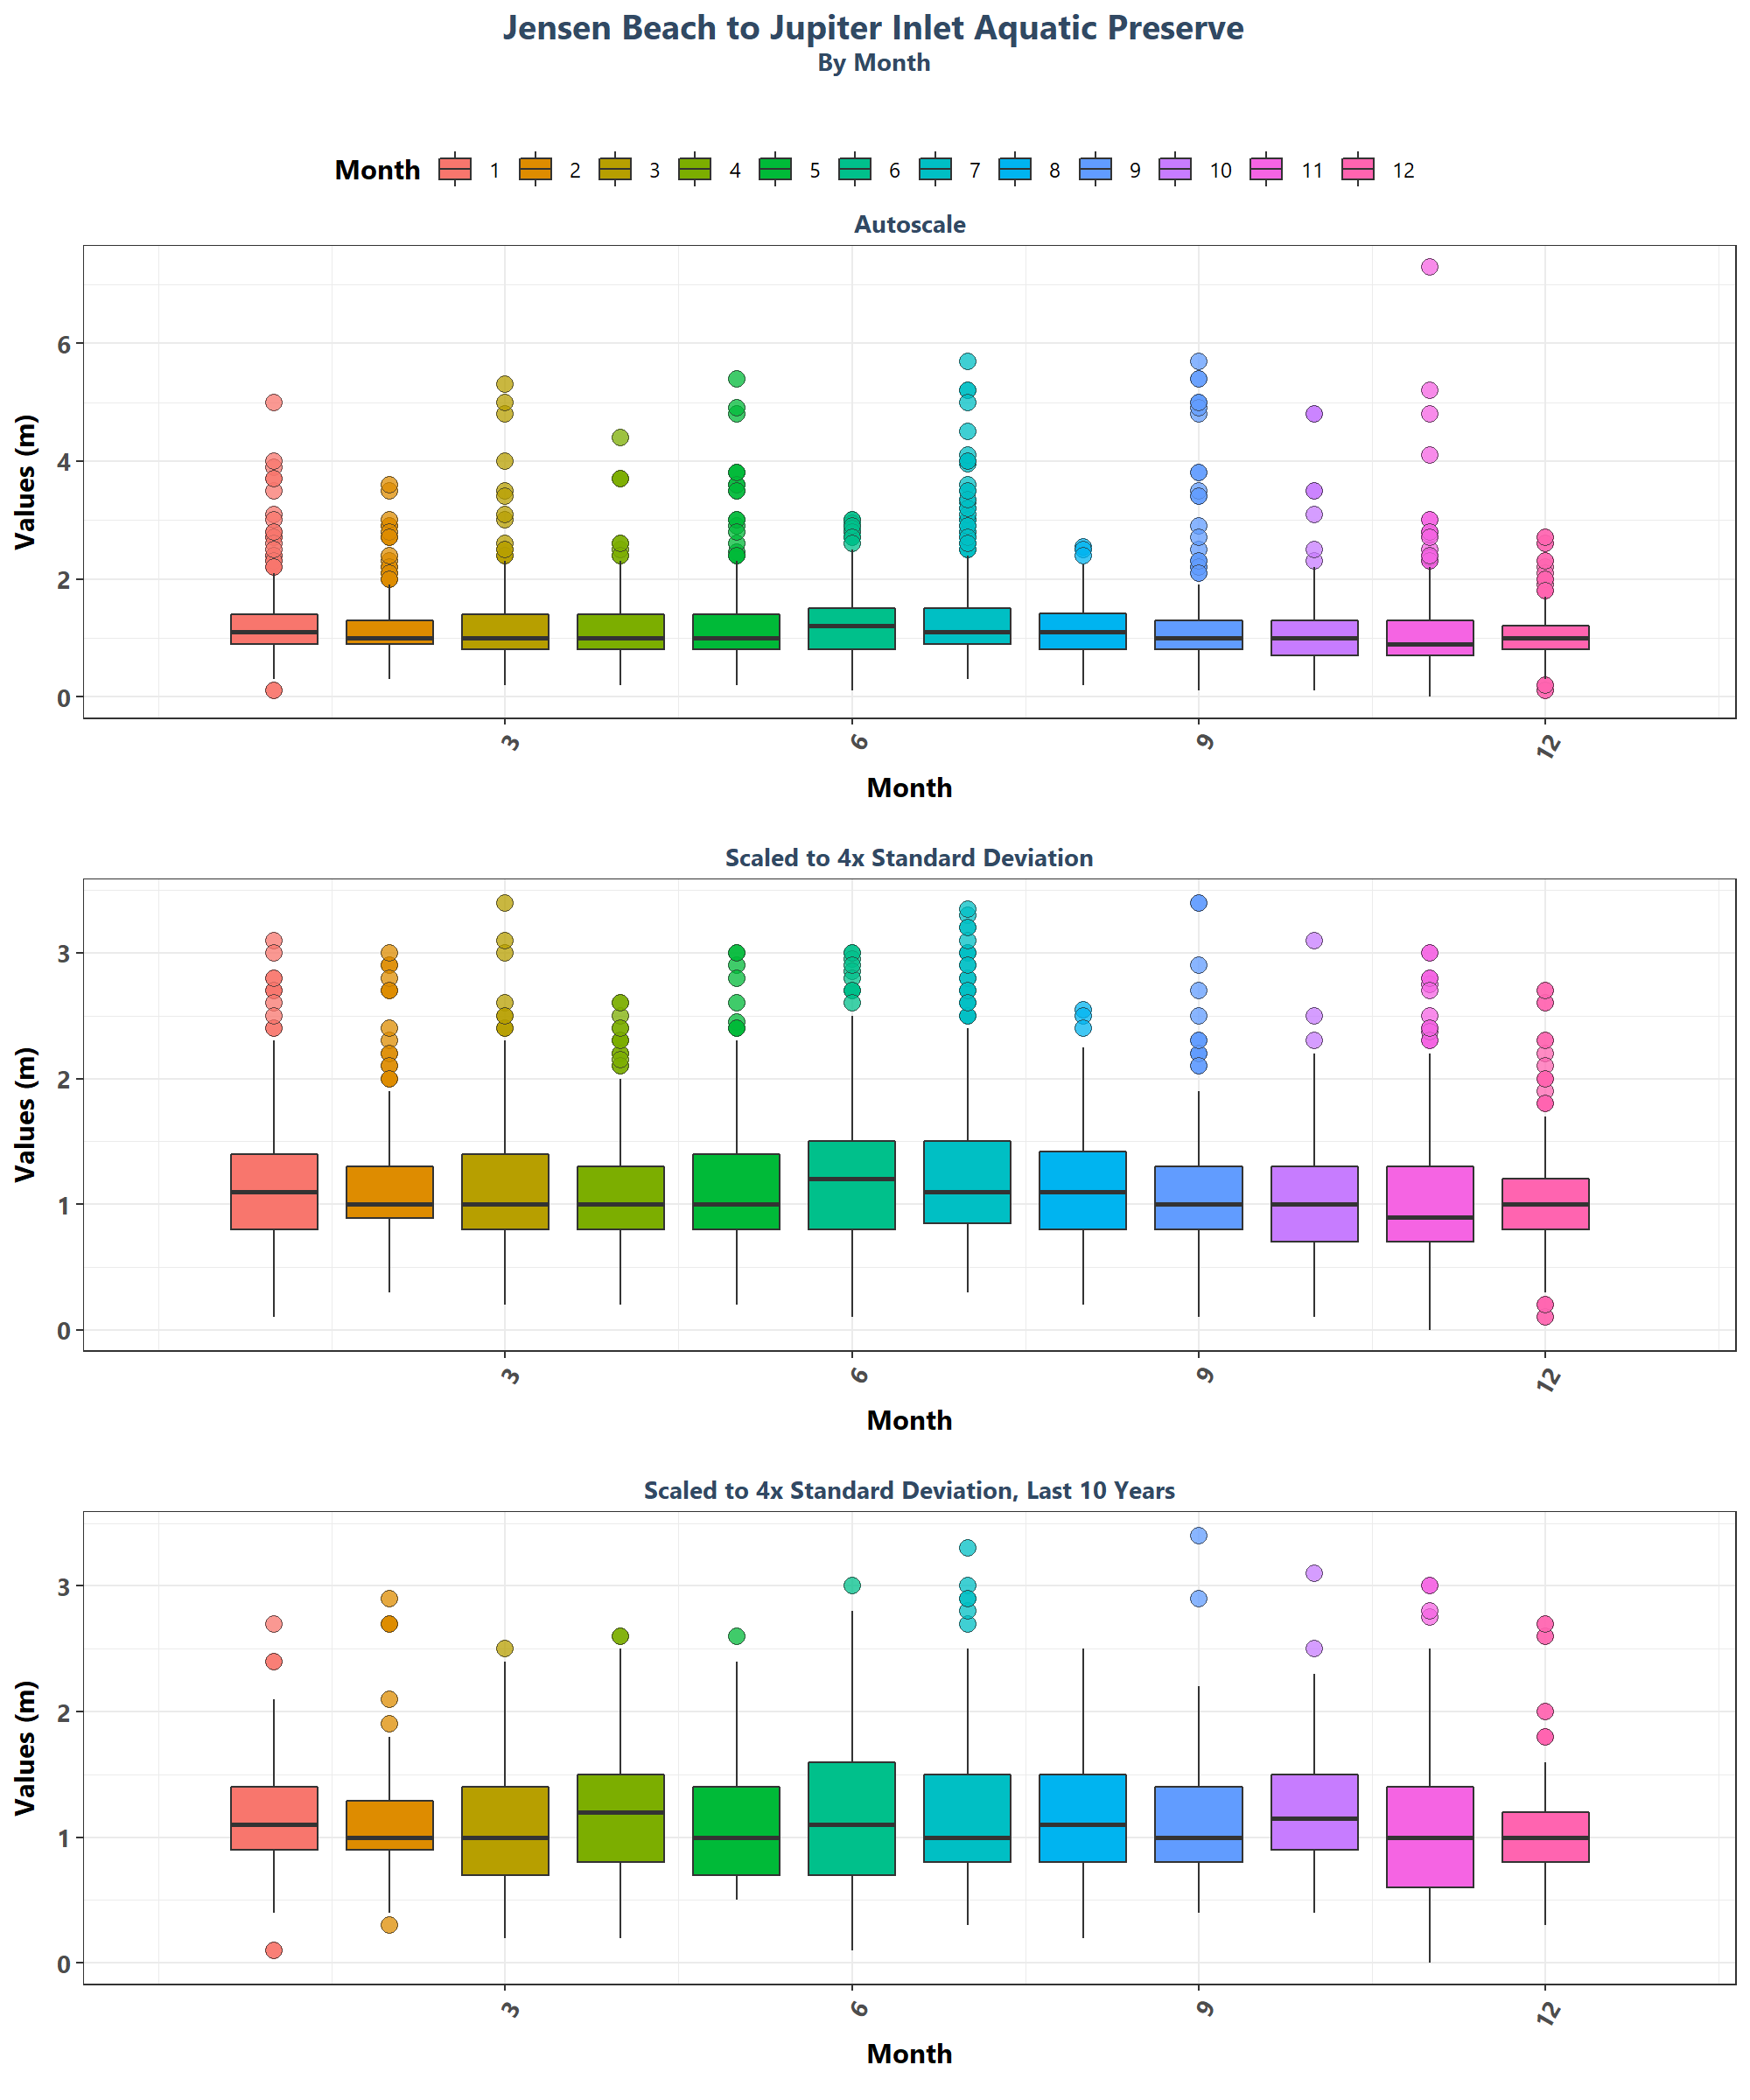 Jensen Beach to Jupiter Inlet Aquatic Preserve
By Month
Month 1 2 3 4 5 6 7 8 9 10 11 12
Autoscale
Values (m)
6
4
2
0
3 6 9 12
Month
Scaled to 4x Standard Deviation
Values (m)
3
2
1
0
3 6 9 12
Month
Scaled to 4x Standard Deviation, Last 10 Years
Values (m)
3
2
1
0
3 6 9 12
Month